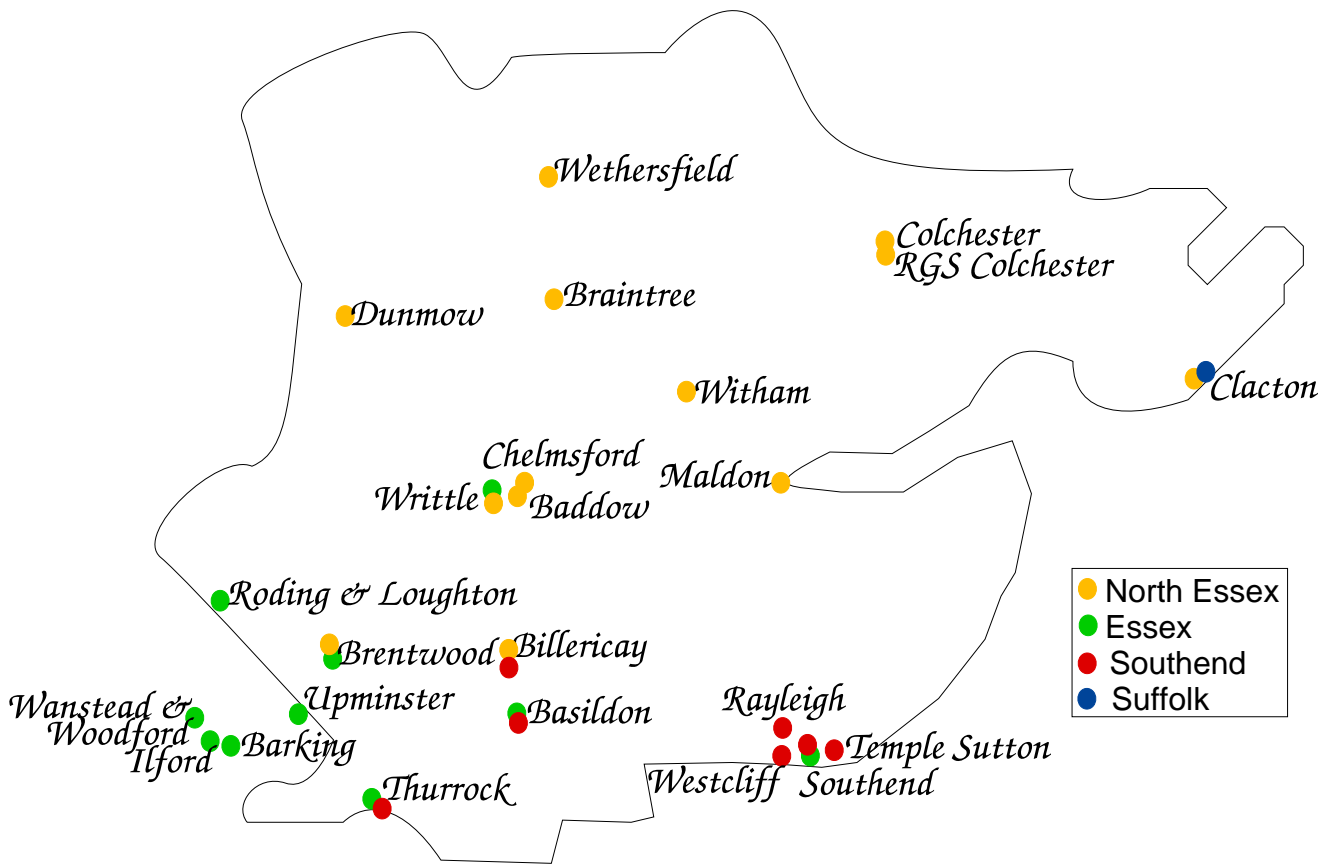 Wethersfield
Colchester
RGS Colchester
Braintree
Dunmow
Clacton
Witham
Chelmsford
Maldon
Writtle
Baddow
Roding & Loughton
North Essex
Essex
Southend
Suffolk
Brentwood
Billericay
Upminster
Wanstead &
Woodford
Ilford
Barking
Basildon
Rayleigh
Temple Sutton
Westcliff
Southend
Thurrock